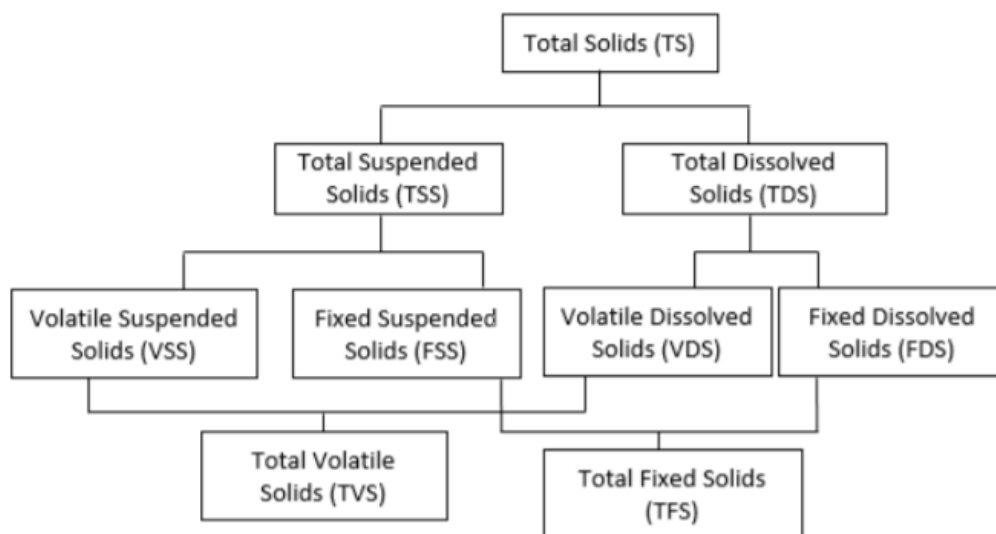 Total Solids (TS)
Total Suspended
Solids (TSS)
Total Dissolved
Solids (TDS)
Volatile Suspended
Solids (VSS)
Fixed Suspended
Solids (FSS)
Volatile Dissolved
Solids (VDS)
Fixed Dissolved
Solids (FDS)
Total Volatile
Solids (TVS)
Total Fixed Solids
(TFS)